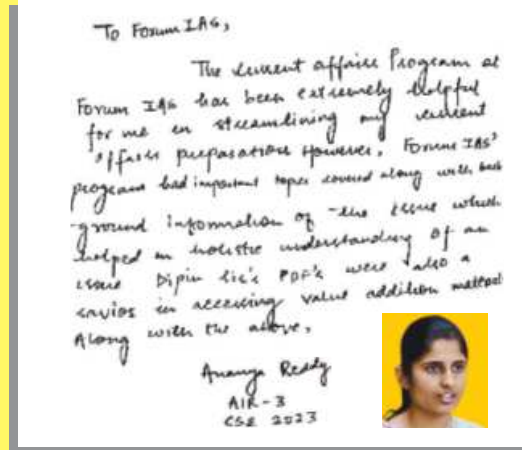 To Forum IAS,
The current affairs Program at
Forum IAS has been extremely helpful
for me in streamlining my current
affairs preparation However, Forum IAS'
program had important topics covered along with back
-ground information of the issue which
helped in holistic understanding of an
issue Bipin Sir's PDF's were also a
savior in accessing value addition material
Along with the above,
Ananya Reddy
AIR-3
CSE 2023